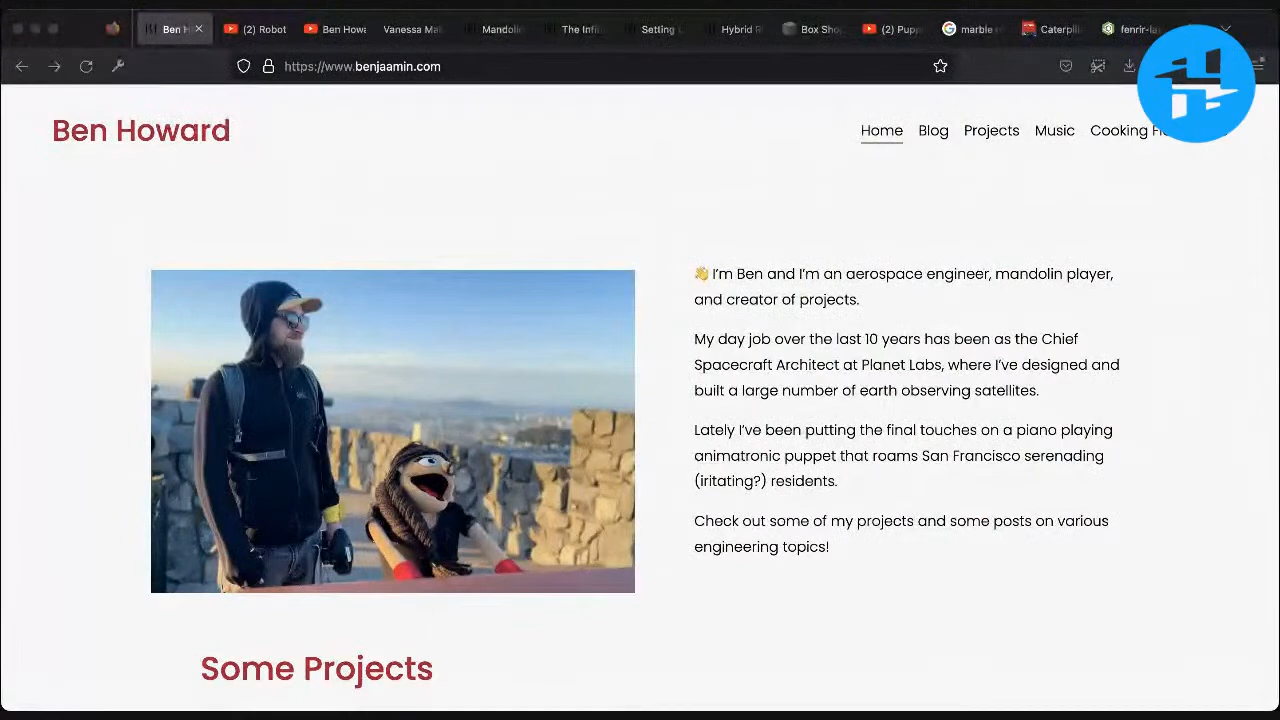 Ben H
(2) Robot
Ben Howa
Vanessa Ma
Mandolin
The Infi
Setting
Hybrid R
Box Sho
(2) Pupp
marble r
Caterpill
fenrir-la
https://www.benjaamin.com
Ben Howard
Home Blog Projects Music Cooking
👋 I'm Ben and I'm an aerospace engineer, mandolin player,
and creator of projects.
My day job over the last 10 years has been as the Chief
Spacecraft Architect at Planet Labs, where I've designed and
built a large number of earth observing satellites.
Lately I've been putting the final touches on a piano playing
animatronic puppet that roams San Francisco serenading
(iritating?) residents.
Check out some of my projects and some posts on various
engineering topics!
Some Projects